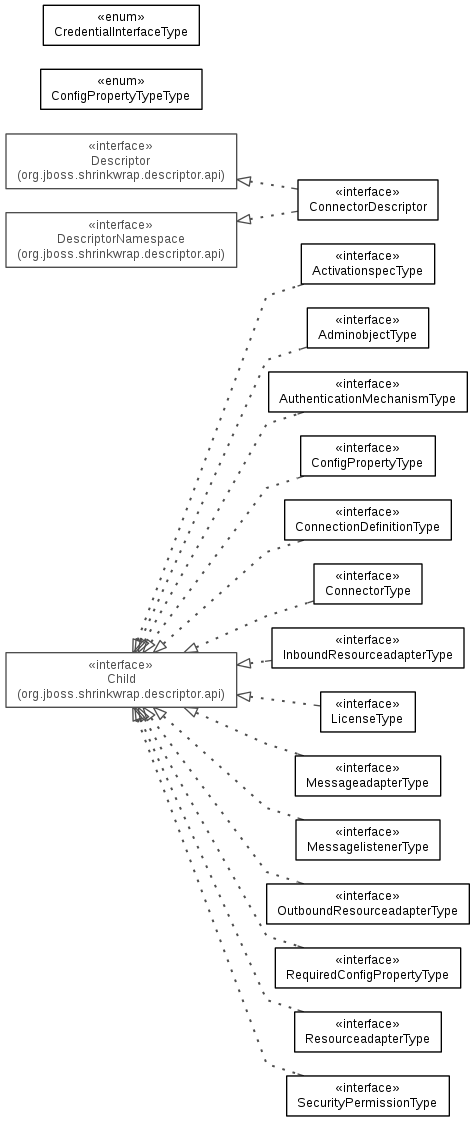 «enum»
CredentialInterfaceType
«enum»
ConfigPropertyTypeType
«interface»
Descriptor
(org.jboss.shrinkwrap.descriptor.api)
«interface»
ConnectorDescriptor
«interface»
DescriptorNamespace
(org.jboss.shrinkwrap.descriptor.api)
«interface»
ActivationspecType
«interface»
AdminobjectType
«interface»
AuthenticationMechanismType
«interface»
ConfigPropertyType
«interface»
ConnectionDefinitionType
«interface»
ConnectorType
«interface»
InboundResourceadapterType
«interface»
Child
(org.jboss.shrinkwrap.descriptor.api)
«interface»
LicenseType
«interface»
MessageadapterType
«interface»
MessagelistenerType
«interface»
OutboundResourceadapterType
«interface»
RequiredConfigPropertyType
«interface»
ResourceadapterType
«interface»
SecurityPermissionType